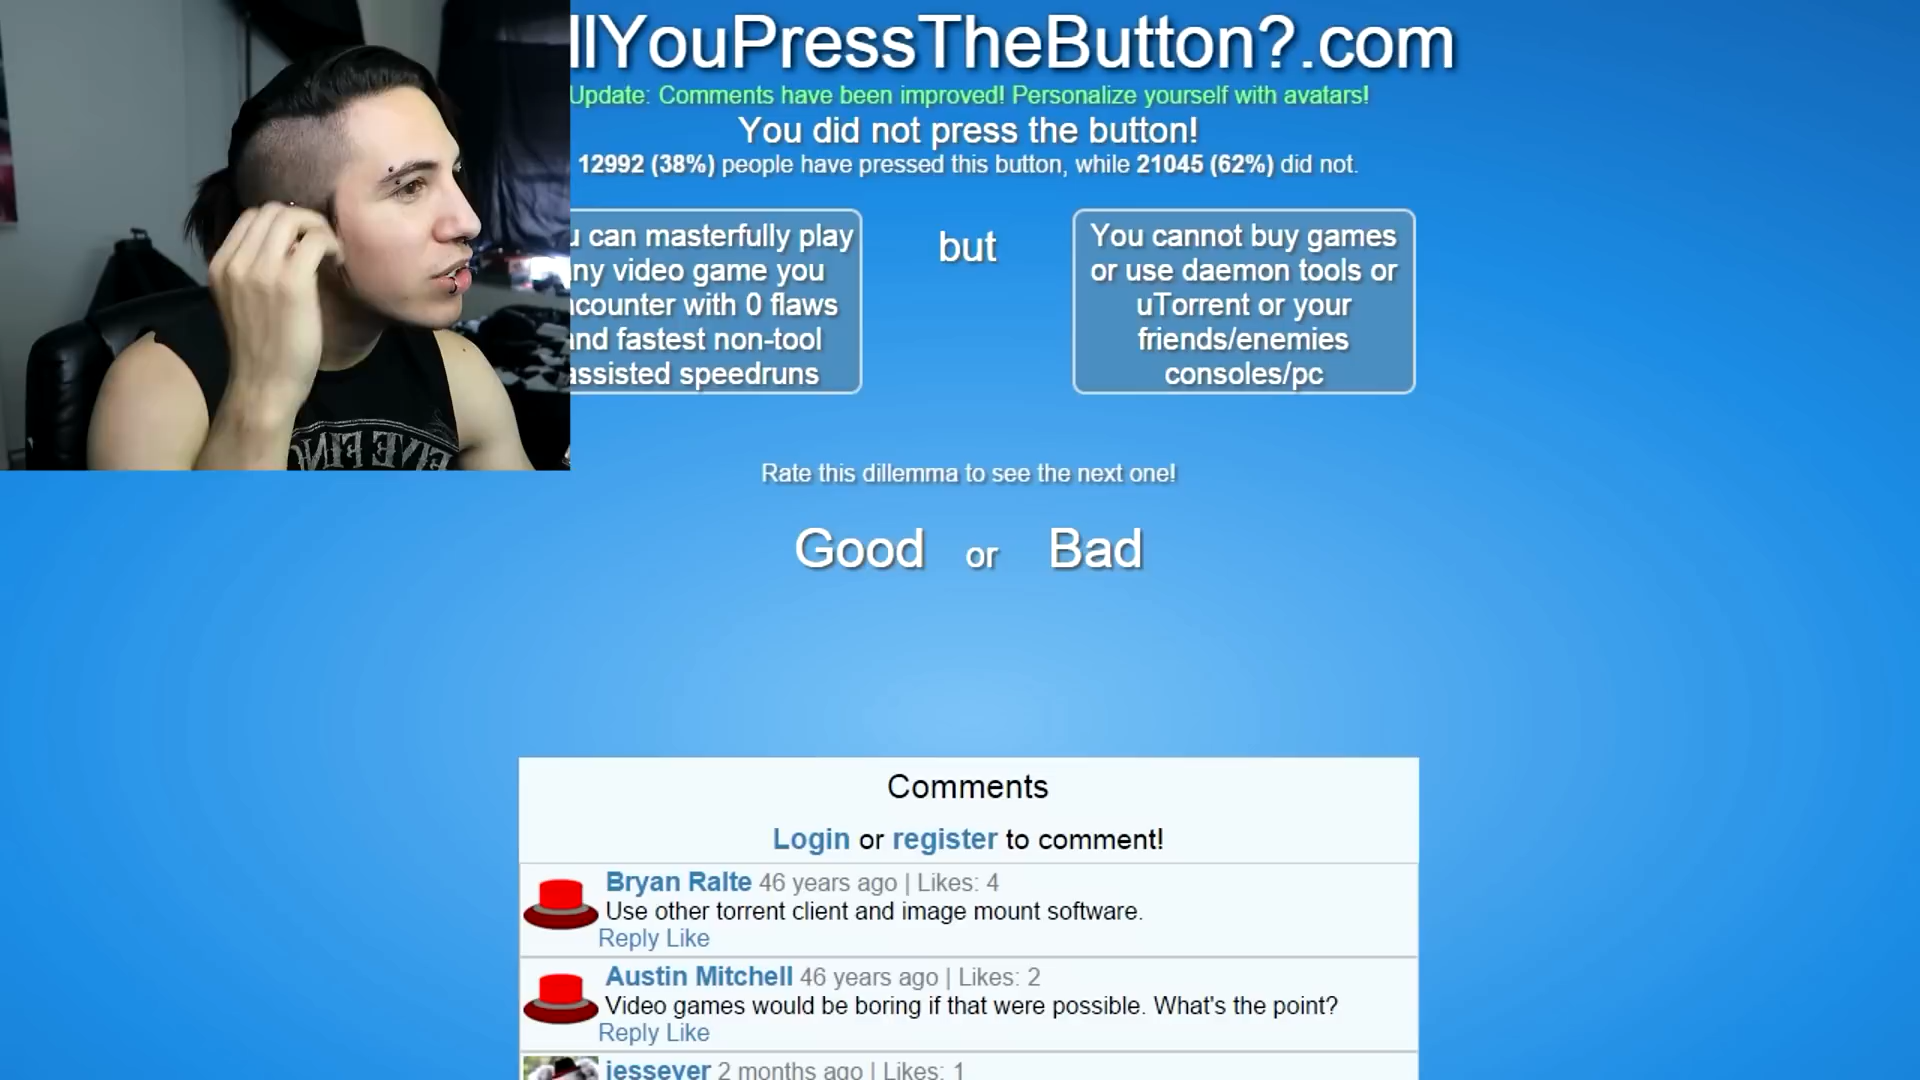 llYouPressTheButton?.com
Update: Comments have been improved! Personalize yourself with avatars!
You did not press the button!
12992 (38%) people have pressed this button, while 21045 (62%) did not.
u can masterfully play
ny video game you
counter with 0 flaws
nd fastest non-tool
assisted speedruns
but
You cannot buy games
or use daemon tools or
uTorrent or your
friends/enemies
consoles/pc
Rate this dillemma to see the next one!
Good or Bad
Comments
Login or register to comment!
Bryan Ralte 46 years ago | Likes: 4
Use other torrent client and image mount software.
Reply Like
Austin Mitchell 46 years ago | Likes: 2
Video games would be boring if that were possible. What's the point?
Reply Like
jessever 2 months ago | Likes: 1
FIVE FING